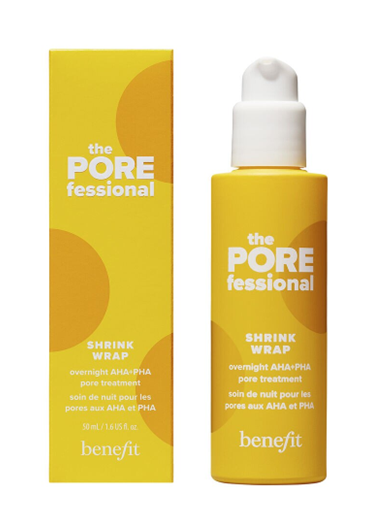 the
PORE
fessional
SHRINK
WRAP
overnight AHA+PHA
pore treatment
soin de nuit pour les
pores aux AHA et PHA
50 mL / 1.6 US fl. oz.
benefit
the
PORE
fessional
SHRINK
WRAP
overnight AHA+PHA
pore treatment
soin de nuit pour les
pores aux AHA et PHA
benefit